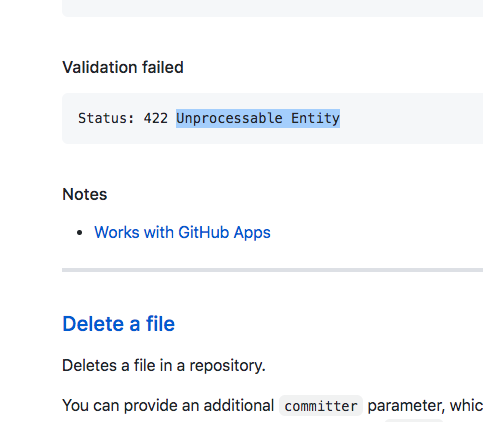 Validation failed
Status: 422 Unprocessable Entity
Notes
Works with GitHub Apps
Delete a file
Deletes a file in a repository.
You can provide an additional committer parameter, whic